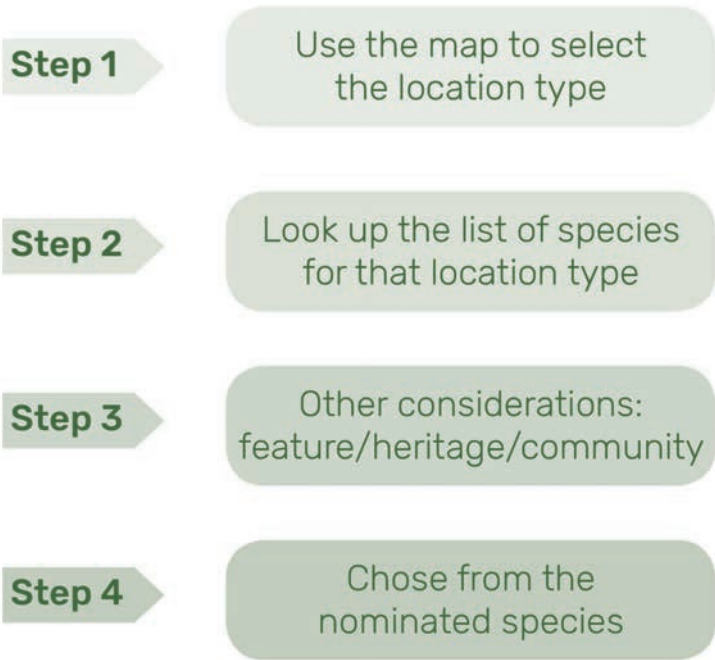 Step 1
Use the map to select
the location type
Step 2
Look up the list of species
for that location type
Step 3
Other considerations:
feature/heritage/community
Step 4
Chose from the
nominated species